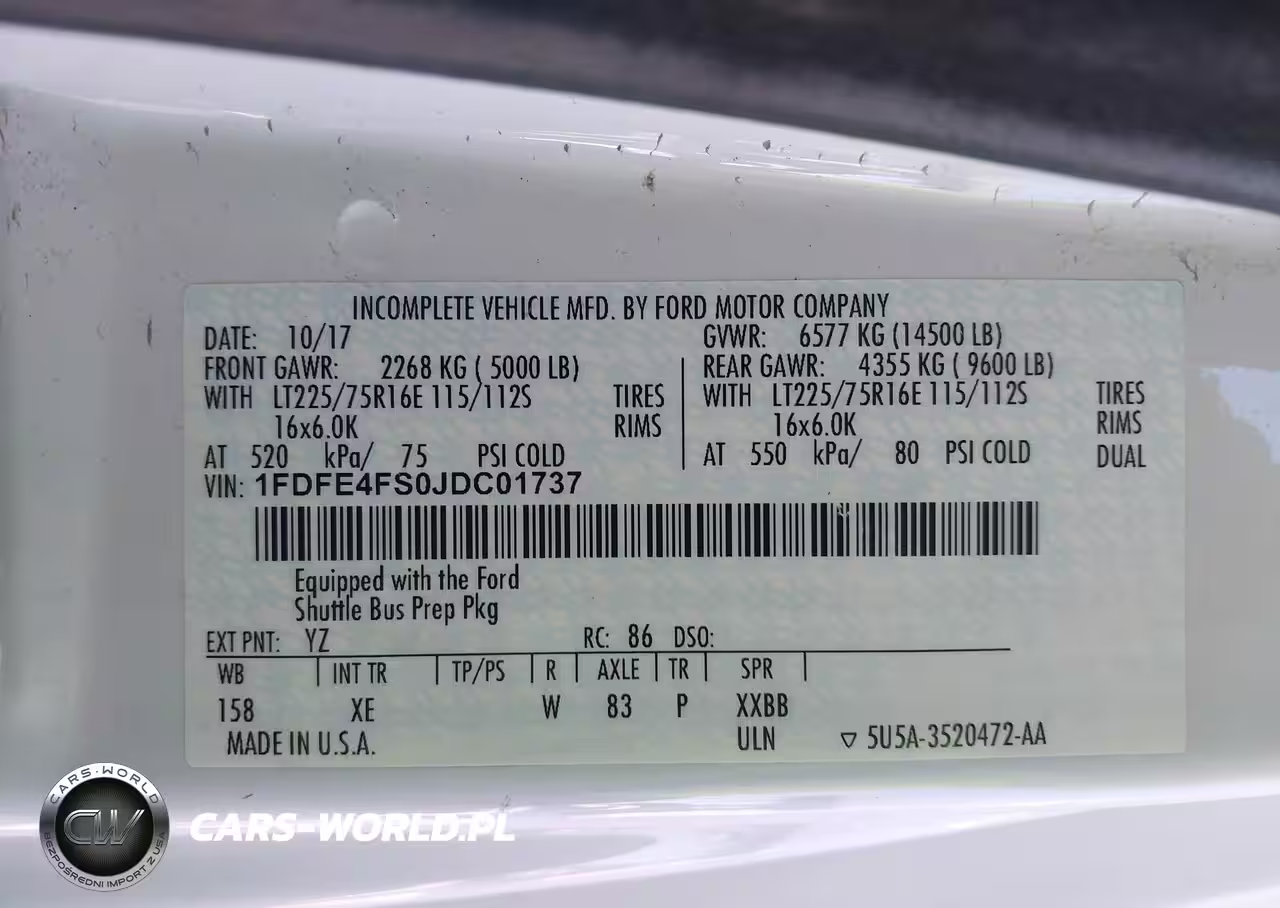 INCOMPLETE VEHICLE MFD. BY FORD MOTOR COMPANY
DATE: 10/17 GVWR: 6577 KG (14500 LB)
FRONT GAWR: 2268 KG ( 5000 LB) REAR GAWR: 4355 KG ( 9600 LB)
WITH LT225/75R16E 115/112S TIRES WITH LT225/75R16E 115/112S TIRES
16x6.0K RIMS 16x6.0K RIMS
AT 520 kPa/ 75 PSI COLD AT 550 kPa/ 80 PSI COLD DUAL
VIN: 1FDFE4FS0JDC01737
Equipped with the Ford
Shuttle Bus Prep Pkg
EXT PNT: YZ RC: 86 DSO:
WB INT TR TP/PS R AXLE TR SPR
158 XE W 83 P XXBB
MADE IN U.S.A. ULN ▽ 5U5A-3520472-AA
CARS-WORLD
CW
BEZPOŚREDNI IMPORT Z USA
CARS-WORLD.PL